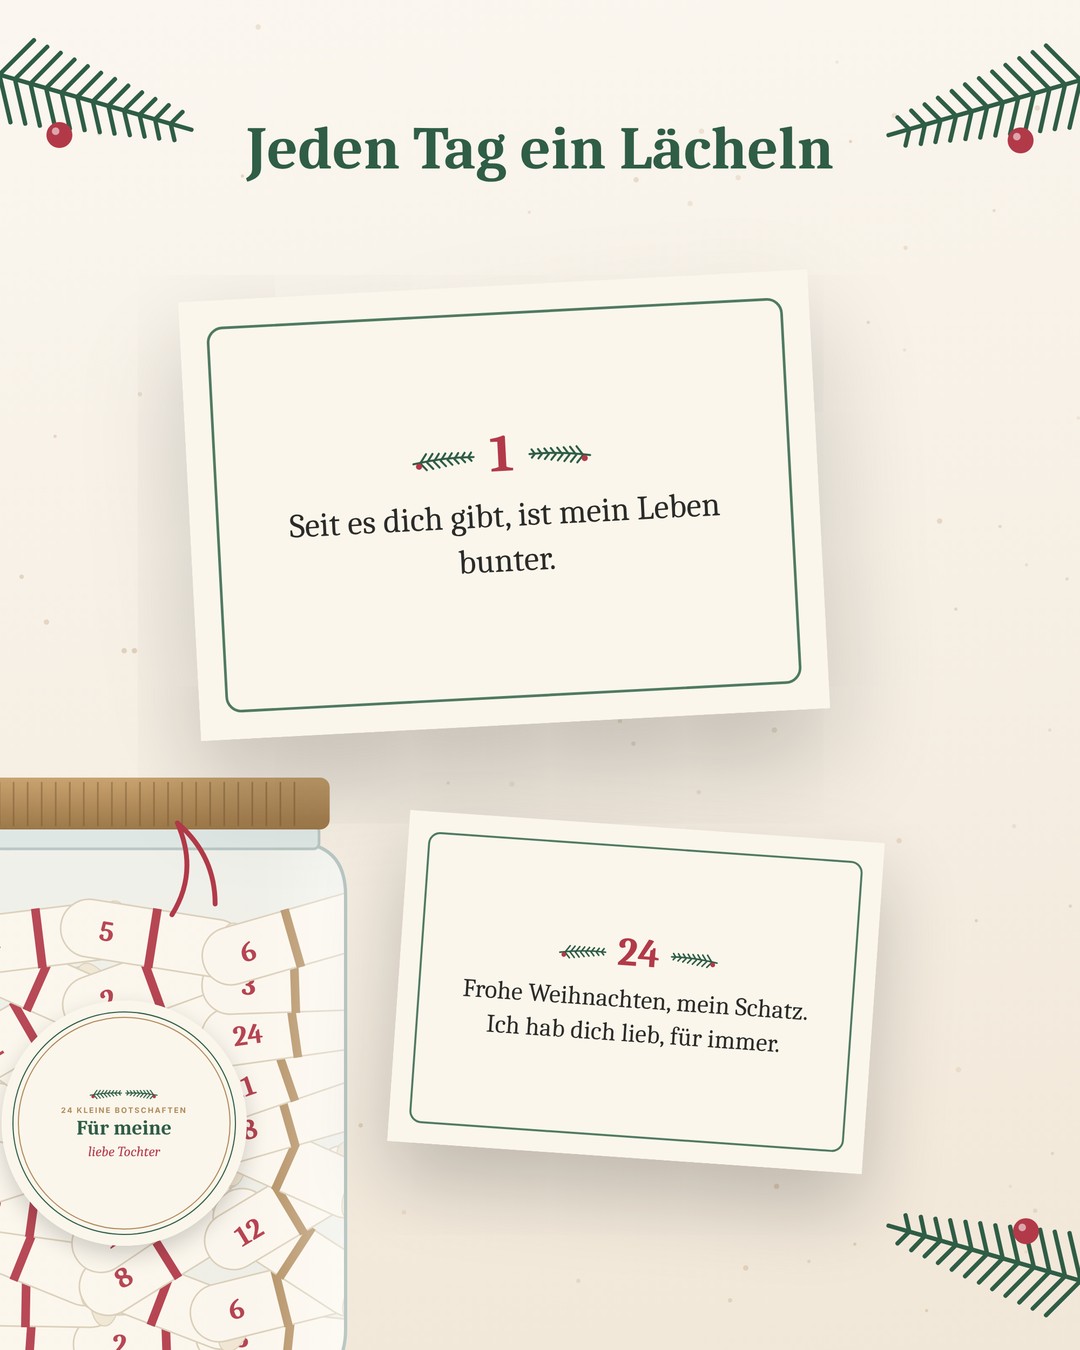 Jeden Tag ein Lächeln
1
Seit es dich gibt, ist mein Leben
bunter.
24
Frohe Weihnachten, mein Schatz.
Ich hab dich lieb, für immer.
5
6
2
3
24
1
8
24 KLEINE BOTSCHAFTEN
Für meine
liebe Tochter
12
8
6
2